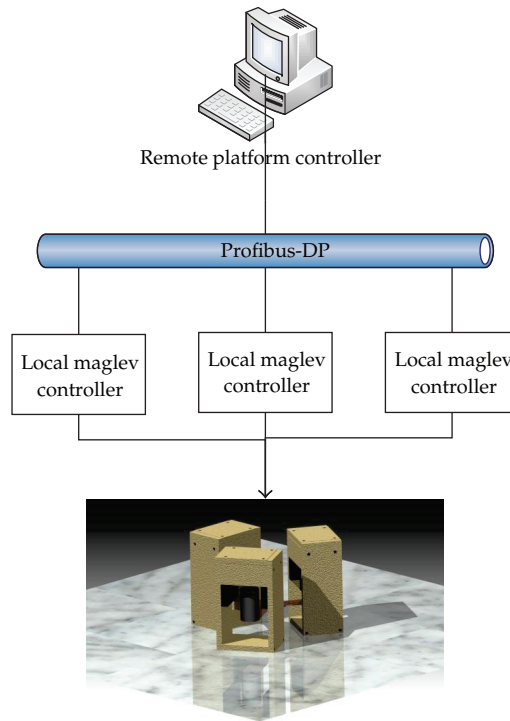 Remote platform controller
Profibus-DP
Local maglev
controller
Local maglev
controller
Local maglev
controller